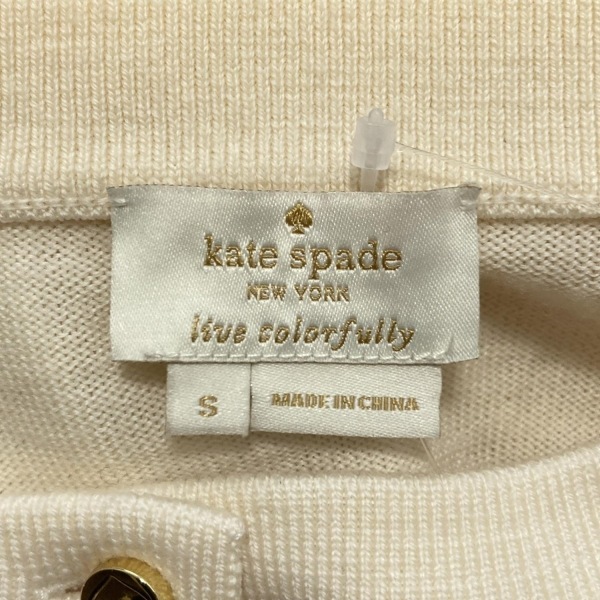 kate spade
NEW YORK
live colorfully
S
MADE IN CHINA